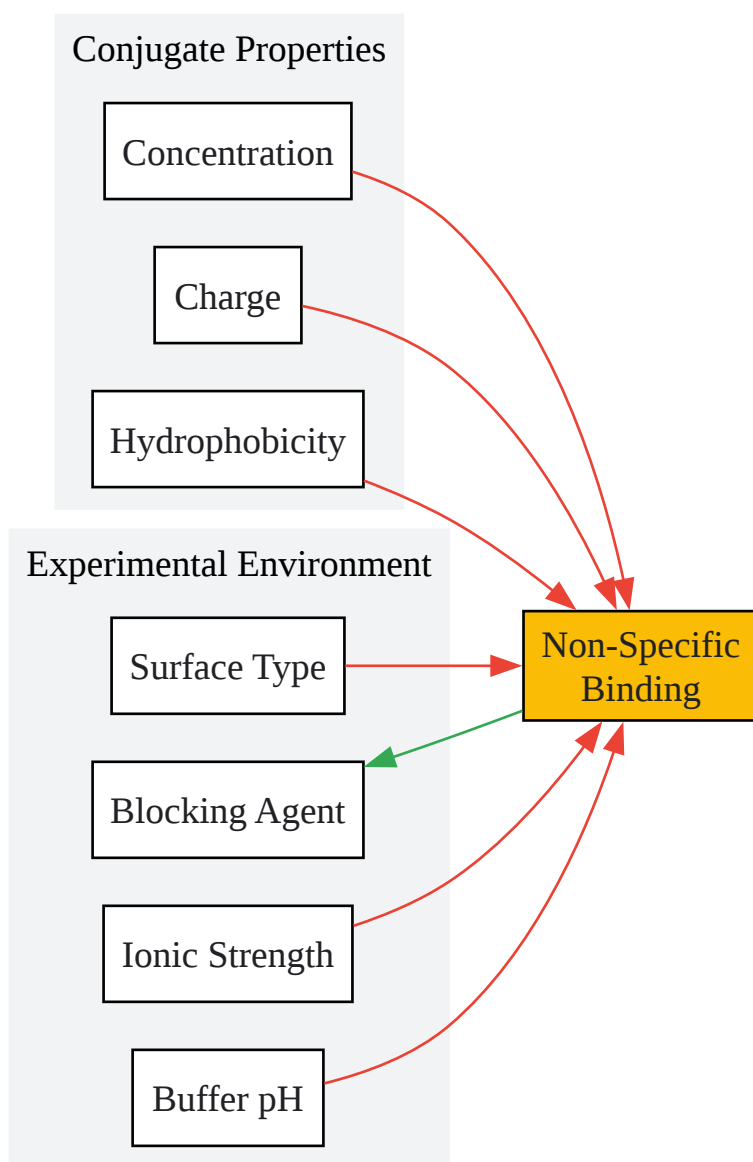 Conjugate Properties
Concentration
Charge
Hydrophobicity
Experimental Environment
Surface Type
Non-Specific
Binding
Blocking Agent
Ionic Strength
Buffer pH